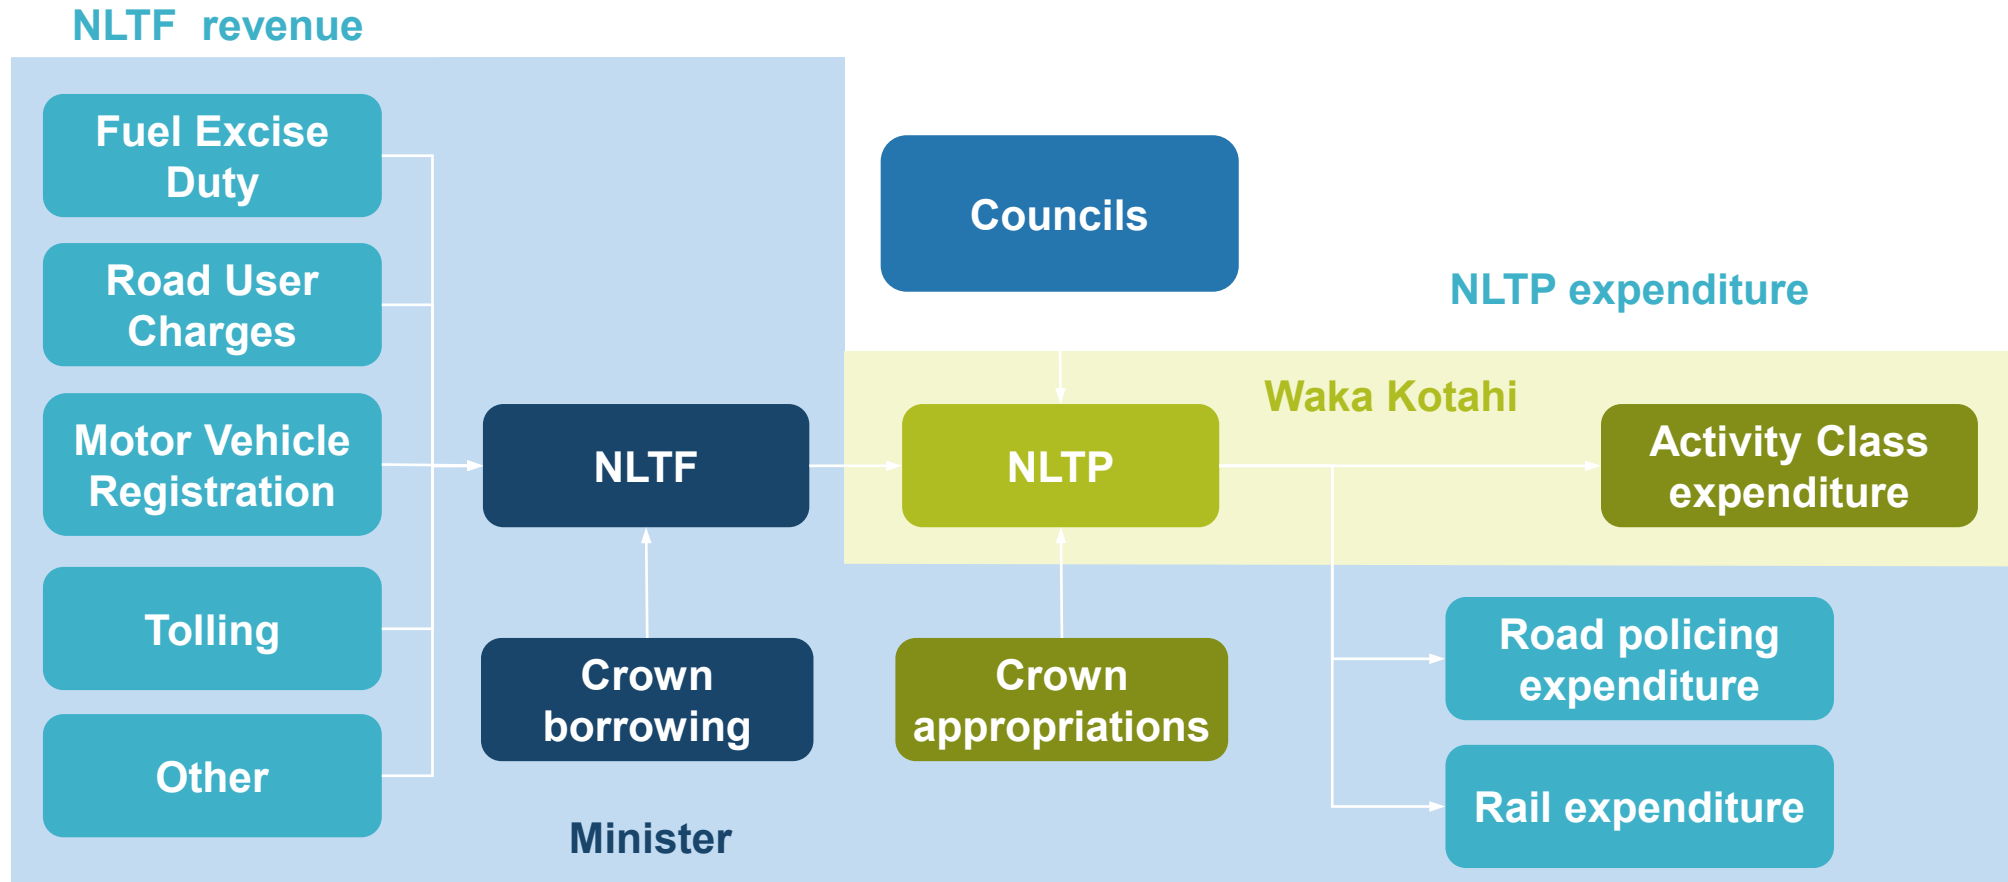 NLTF revenue
Fuel Excise
Duty
Road User
Charges
Motor Vehicle
Registration
Tolling
Other
NLTF
Crown
borrowing
Minister
Councils
NLTP
Crown
appropriations
NLTP expenditure
Waka Kotahi
Activity Class
expenditure
Road policing
expenditure
Rail expenditure